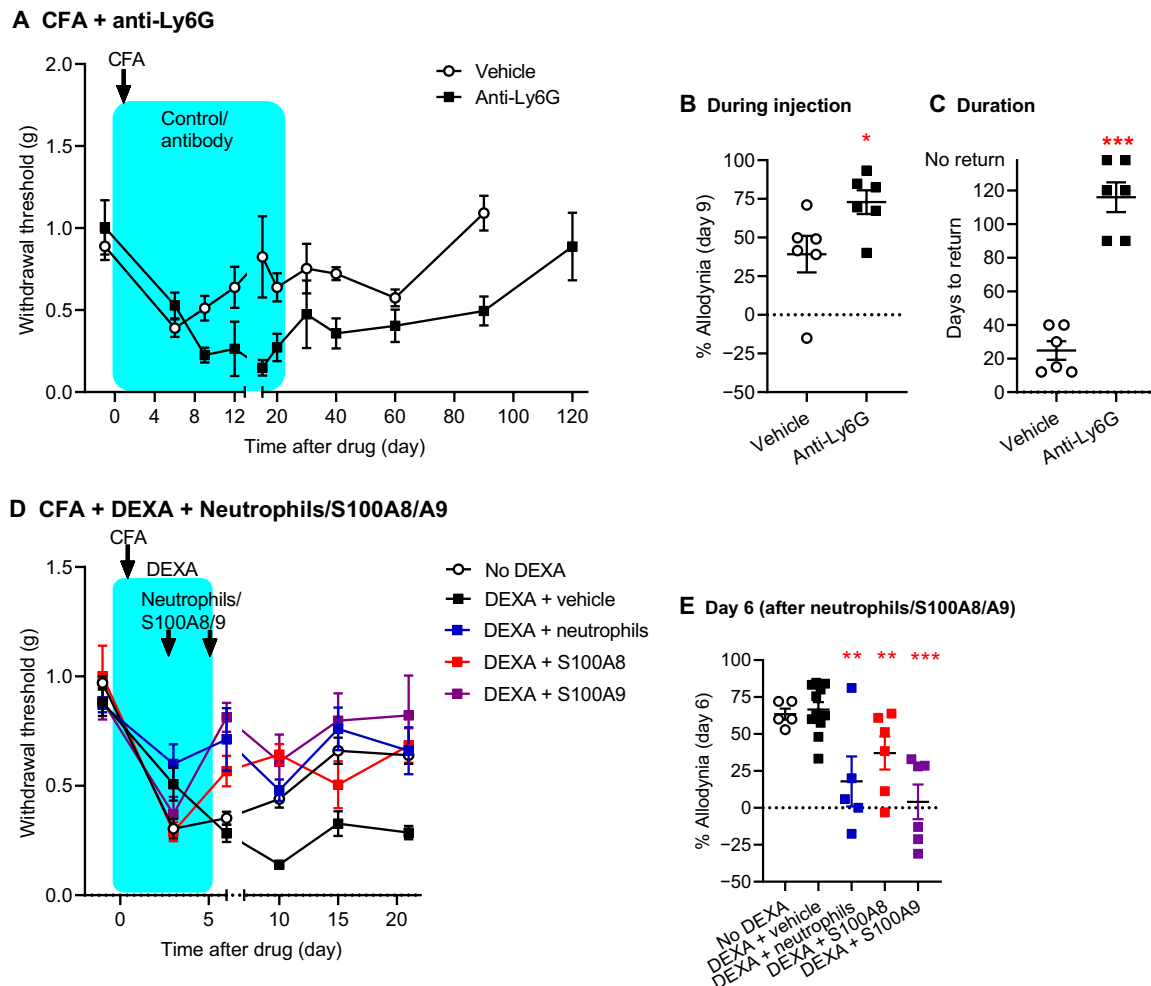 A CFA + anti-Ly6G
CFA
Control/
antibody
Vehicle
Anti-Ly6G
Withdrawal threshold (g)
2.0
1.5
1.0
0.5
0.0
0 4 8 12 20 40 60 80 100 120
Time after drug (day)
B During injection
*
% Allodynia (day 9)
100
75
50
25
0
−25
−50
Vehicle
Anti-Ly6G
C Duration
***
No return
Days to return
120
100
80
60
40
20
0
Vehicle
Anti-Ly6G
D CFA + DEXA + Neutrophils/S100A8/A9
CFA
DEXA
Neutrophils/
S100A8/9
No DEXA
DEXA + vehicle
DEXA + neutrophils
DEXA + S100A8
DEXA + S100A9
Withdrawal threshold (g)
1.5
1.0
0.5
0.0
0 5 10 15 20
Time after drug (day)
E Day 6 (after neutrophils/S100A8/A9)
** ** ***
% Allodynia (day 6)
100
75
50
25
0
−25
−50
No DEXA
DEXA + vehicle
DEXA + neutrophils
DEXA + S100A8
DEXA + S100A9